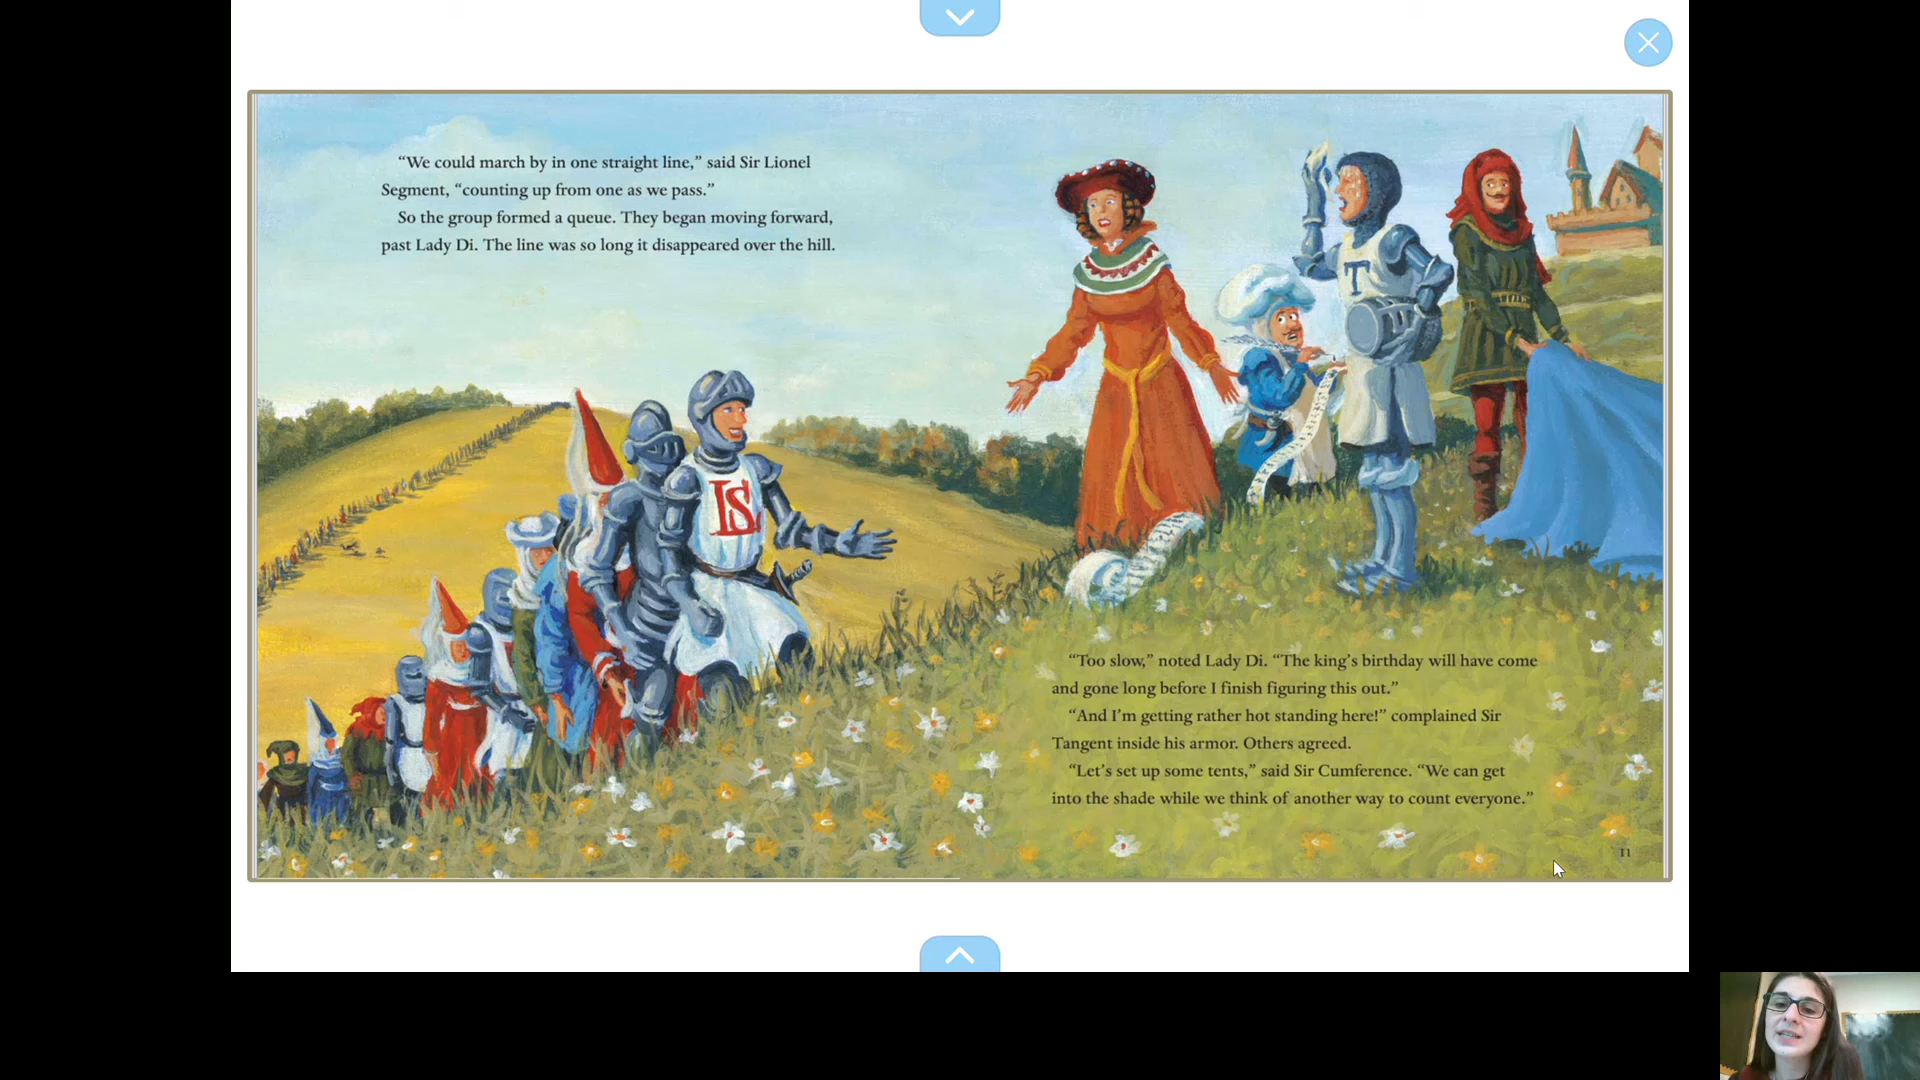 “We could march by in one straight line,” said Sir Lionel
Segment, “counting up from one as we pass.”
So the group formed a queue. They began moving forward,
past Lady Di. The line was so long it disappeared over the hill.
LS
T
“Too slow,” noted Lady Di. “The king’s birthday will have come
and gone long before I finish figuring this out.”
“And I’m getting rather hot standing here!” complained Sir
Tangent inside his armor. Others agreed.
“Let’s set up some tents,” said Sir Cumference. “We can get
into the shade while we think of another way to count everyone.”
11